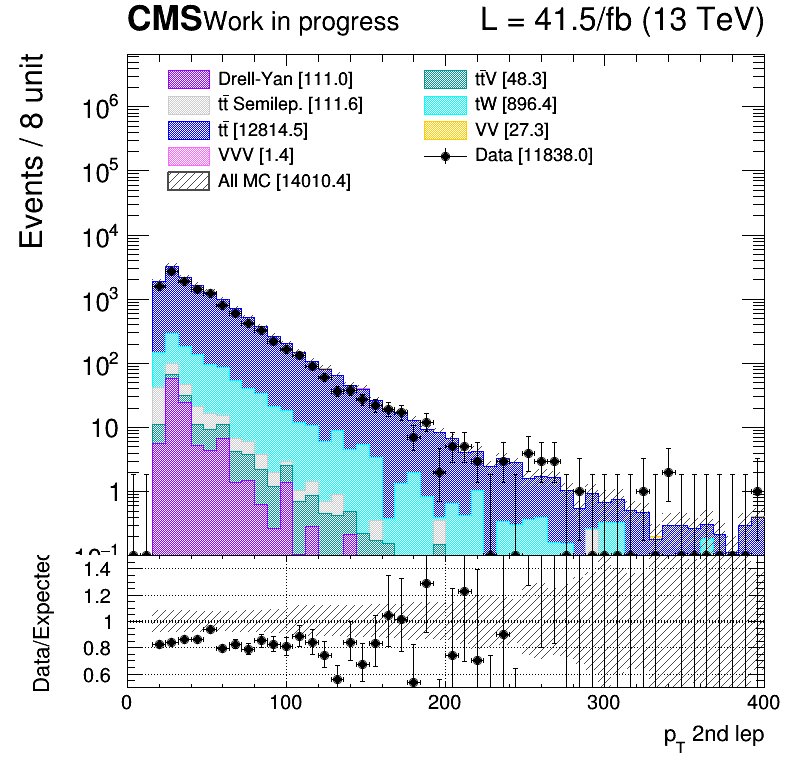 CMS Work in progress L = 41.5/fb (13 TeV)
Events / 8 unit
Drell-Yan [111.0]
tt̄ Semilep. [111.6]
tt̄ [12814.5]
VVV [1.4]
All MC [14010.4]
tt̄V [48.3]
tW [896.4]
VV [27.3]
Data [11838.0]
10⁶
10⁵
10⁴
10³
10²
10
1
10⁻¹
Data/Expected
1.4
1.2
1
0.8
0.6
0 100 200 300 400
p_T 2nd lep